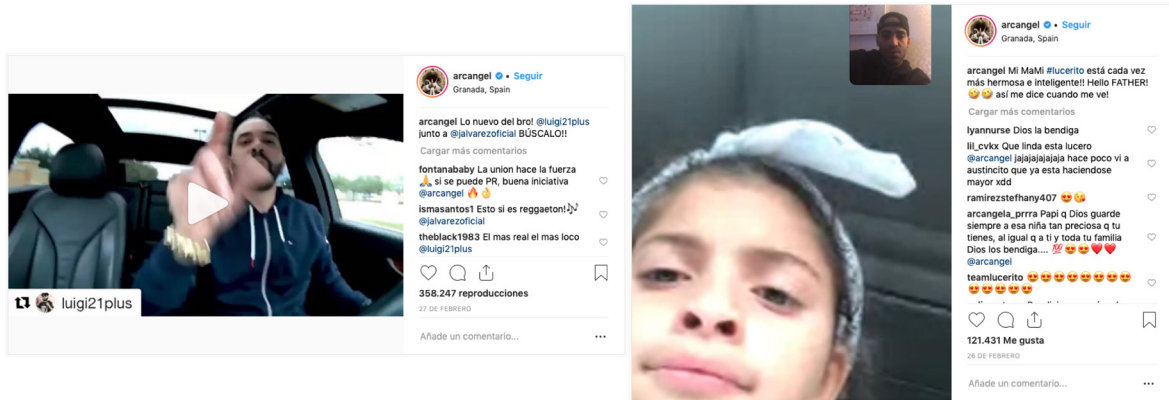 arcangel • Seguir
Granada, Spain
arcangel Lo nuevo del bro! @luigi21plus
junto a @jalvarezoficial BÚSCALO!!
Cargar más comentarios
fontanababy La union hace la fuerza
🙏 si se puede PR, buena iniciativa
@arcangel 🔥👌
ismasantos1 Esto si es reggaeton!🎶
@jalvarezoficial
theblack1983 El mas real el mas loco
@luigi21plus
358.247 reproducciones
27 DE FEBRERO
Añade un comentario...
luigi21plus
arcangel • Seguir
Granada, Spain
arcangel Mi MaMi #lucerito está cada vez
más hermosa e inteligente!! Hello FATHER!
🤣🤣 así me dice cuando me ve!
Cargar más comentarios
lyannurse Dios la bendiga
lil_cvkx Que linda esta lucero
@arcangel jajajajajaja hace poco vi a
austincito que ya esta haciendose
mayor xdd
ramirezstefhany407 😍😘
arcangela_prrra Papi q Dios guarde
siempre a esa niña tan preciosa q tu
tienes, al igual q a ti y toda tu familia
Dios los bendiga.... 💯😍😍❤️❤️
@arcangel
teamlucerito 😍😍😍😍😍😍😍😍
😍😍😍😍😍
121.431 Me gusta
26 DE FEBRERO
Añade un comentario...